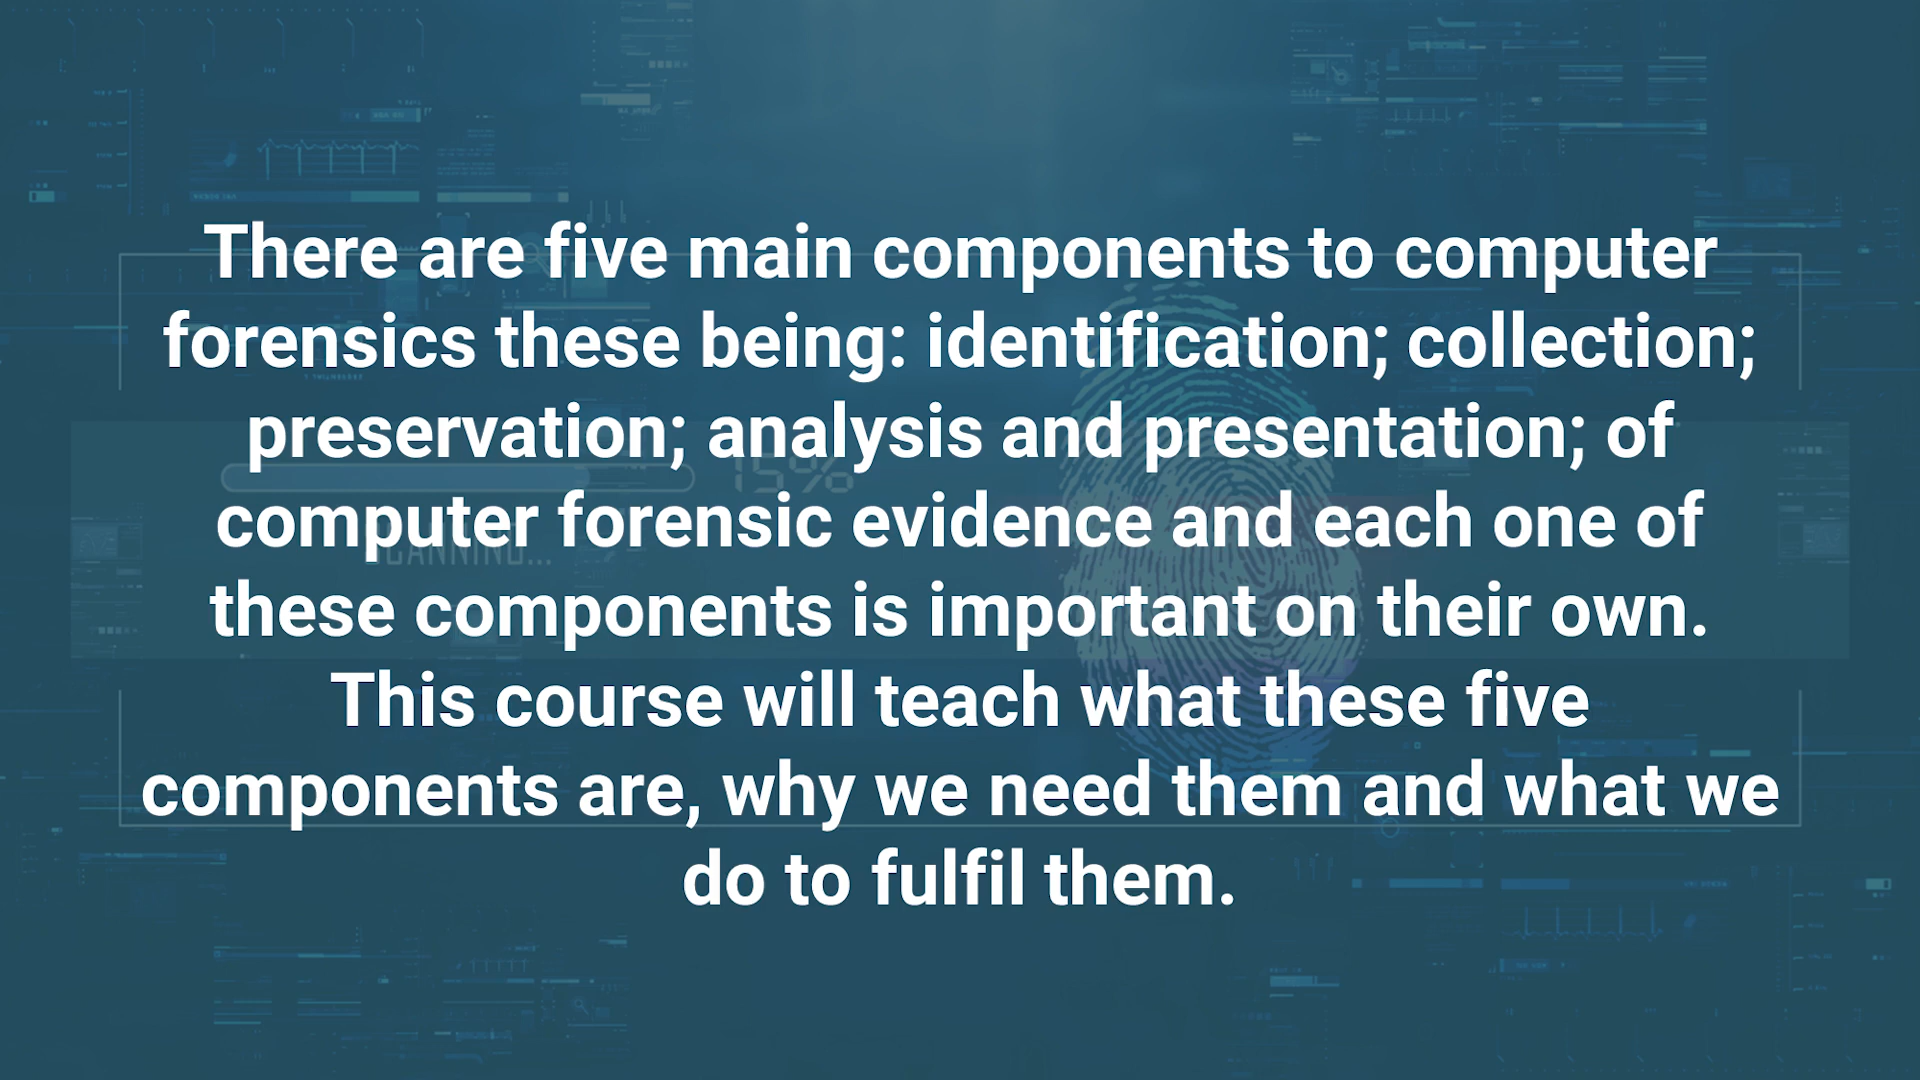 There are five main components to computer
forensics these being: identification; collection;
preservation; analysis and presentation; of
computer forensic evidence and each one of
these components is important on their own.
This course will teach what these five
components are, why we need them and what we
do to fulfil them.
15%
SCANNING...